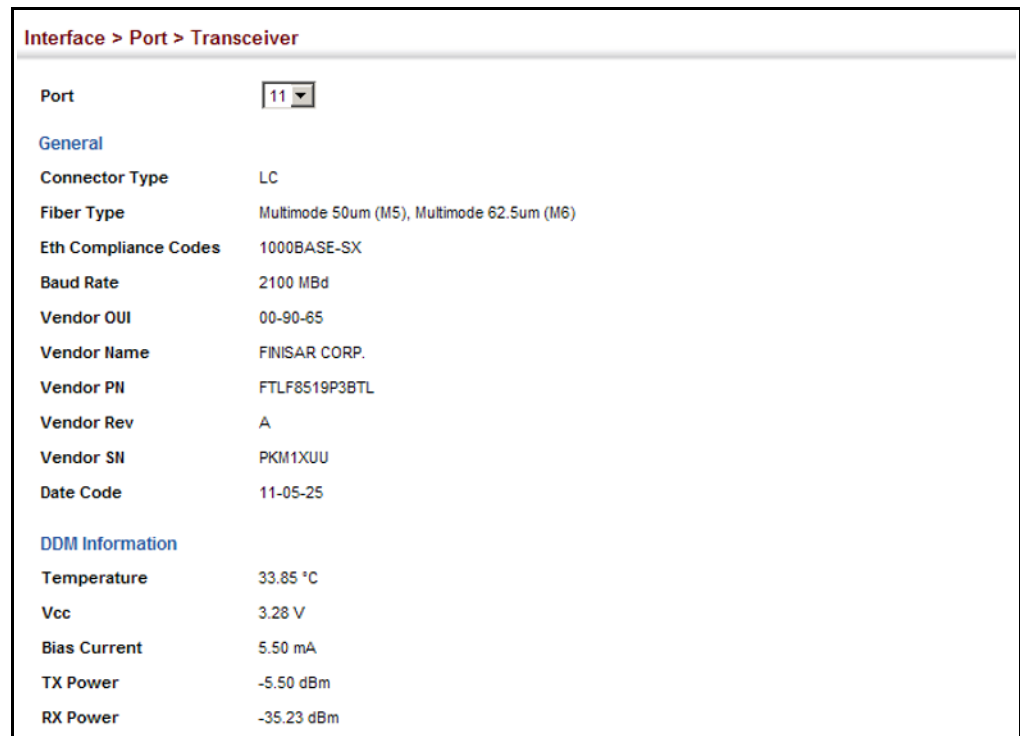 Interface > Port > Transceiver
Port 11
General
Connector Type LC
Fiber Type Multimode 50um (M5), Multimode 62.5um (M6)
Eth Compliance Codes 1000BASE-SX
Baud Rate 2100 MBd
Vendor OUI 00-90-65
Vendor Name FINISAR CORP.
Vendor PN FTLF8519P3BTL
Vendor Rev A
Vendor SN PKM1XUU
Date Code 11-05-25
DDM Information
Temperature 33.85 °C
Vcc 3.28 V
Bias Current 5.50 mA
TX Power -5.50 dBm
RX Power -35.23 dBm